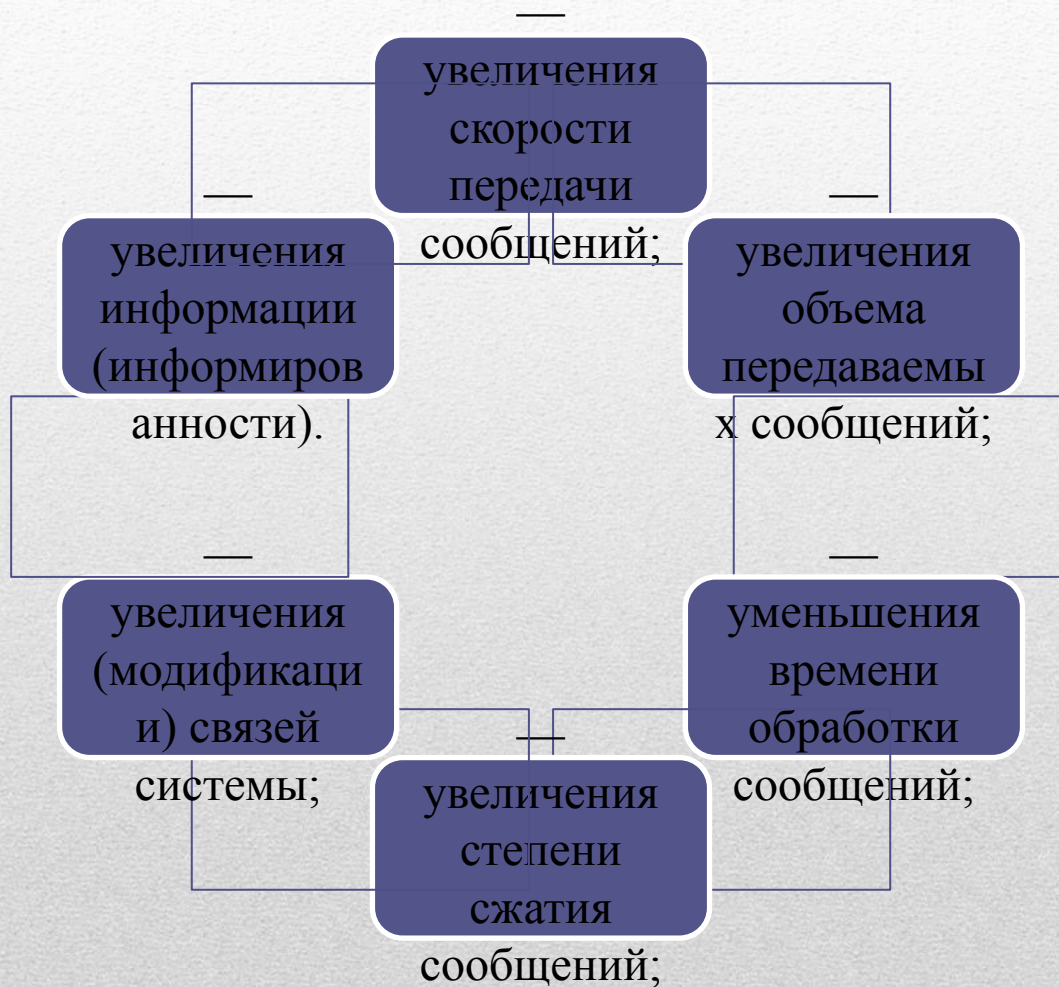 —
увеличения
скорости
передачи
сообщений;
—
увеличения
объема
передаваемы
х сообщений;
—
уменьшения
времени
обработки
сообщений;
—
увеличения
степени
сжатия
сообщений;
—
увеличения
(модификаци
и) связей
системы;
—
увеличения
информации
(информиров
анности).